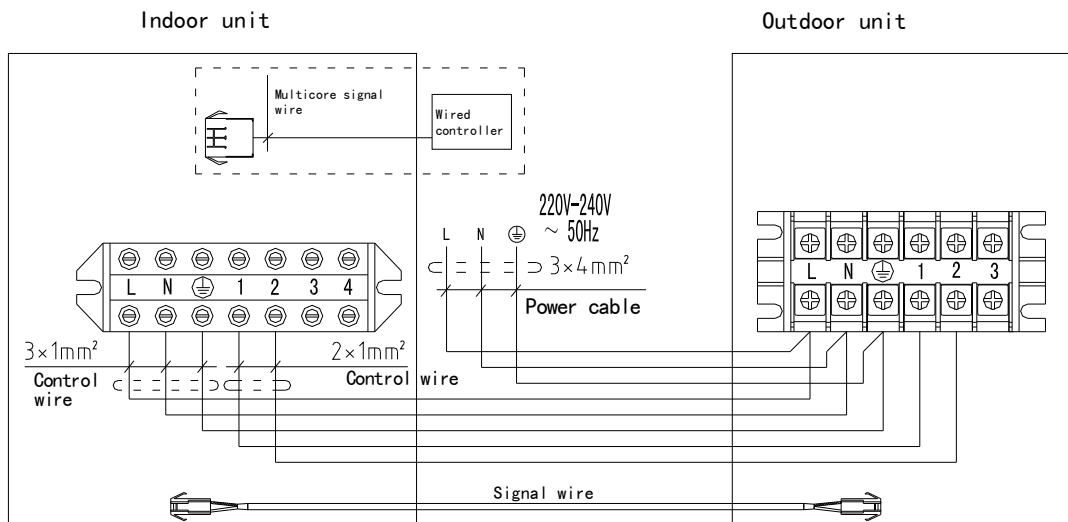 Indoor unit
Outdoor unit
Multicore signal
wire
Wired
controller
220V-240V
~ 50Hz
L N ⏚
3×4mm²
Power cable
L N ⏚ 1 2 3 4
L N ⏚ 1 2 3
3×1mm²
Control
wire
2×1mm²
Control wire
Signal wire